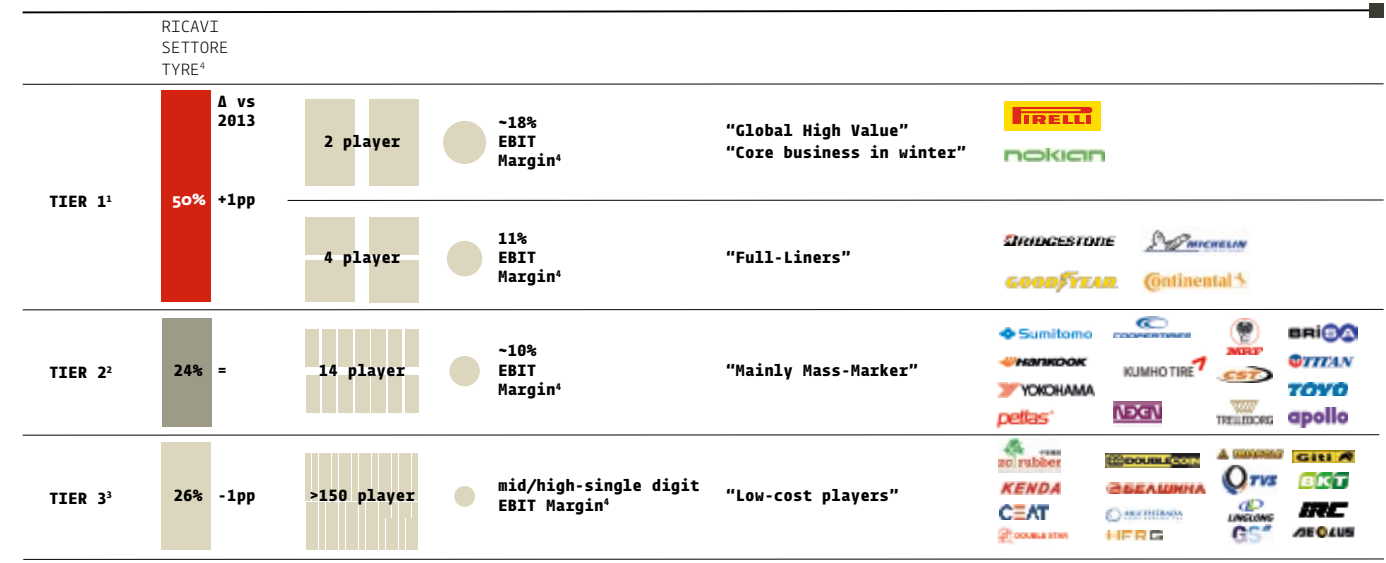 RICAVI
SETTORE
TYRE⁴
Δ vs
2013
2 player
~18%
EBIT
Margin⁴
“Global High Value”
“Core business in winter”
PIRELLI
nokian
TIER 1¹
50%
+1pp
4 player
11%
EBIT
Margin⁴
“Full-Liners”
BRIDGESTONE
MICHELIN
GOODYEAR
Continental
TIER 2²
24%
=
14 player
~10%
EBIT
Margin⁴
“Mainly Mass-Marker”
Sumitomo
COOPERTIRES
MRF
BRISA
HANKOOK
KUMHO TIRE
CST
TITAN
YOKOHAMA
TOYO
petlas
NEXEN
TRELLEBORG
apollo
TIER 3³
26%
-1pp
>150 player
mid/high-single digit
EBIT Margin⁴
“Low-cost players”
zc rubber
DOUBLECOIN
Giti
KENDA
БЕЛШИНА
TVS
BKT
CEAT
LINGLONG
IRC
DOUBLE STAR
HFRG
GS
AEOLUS